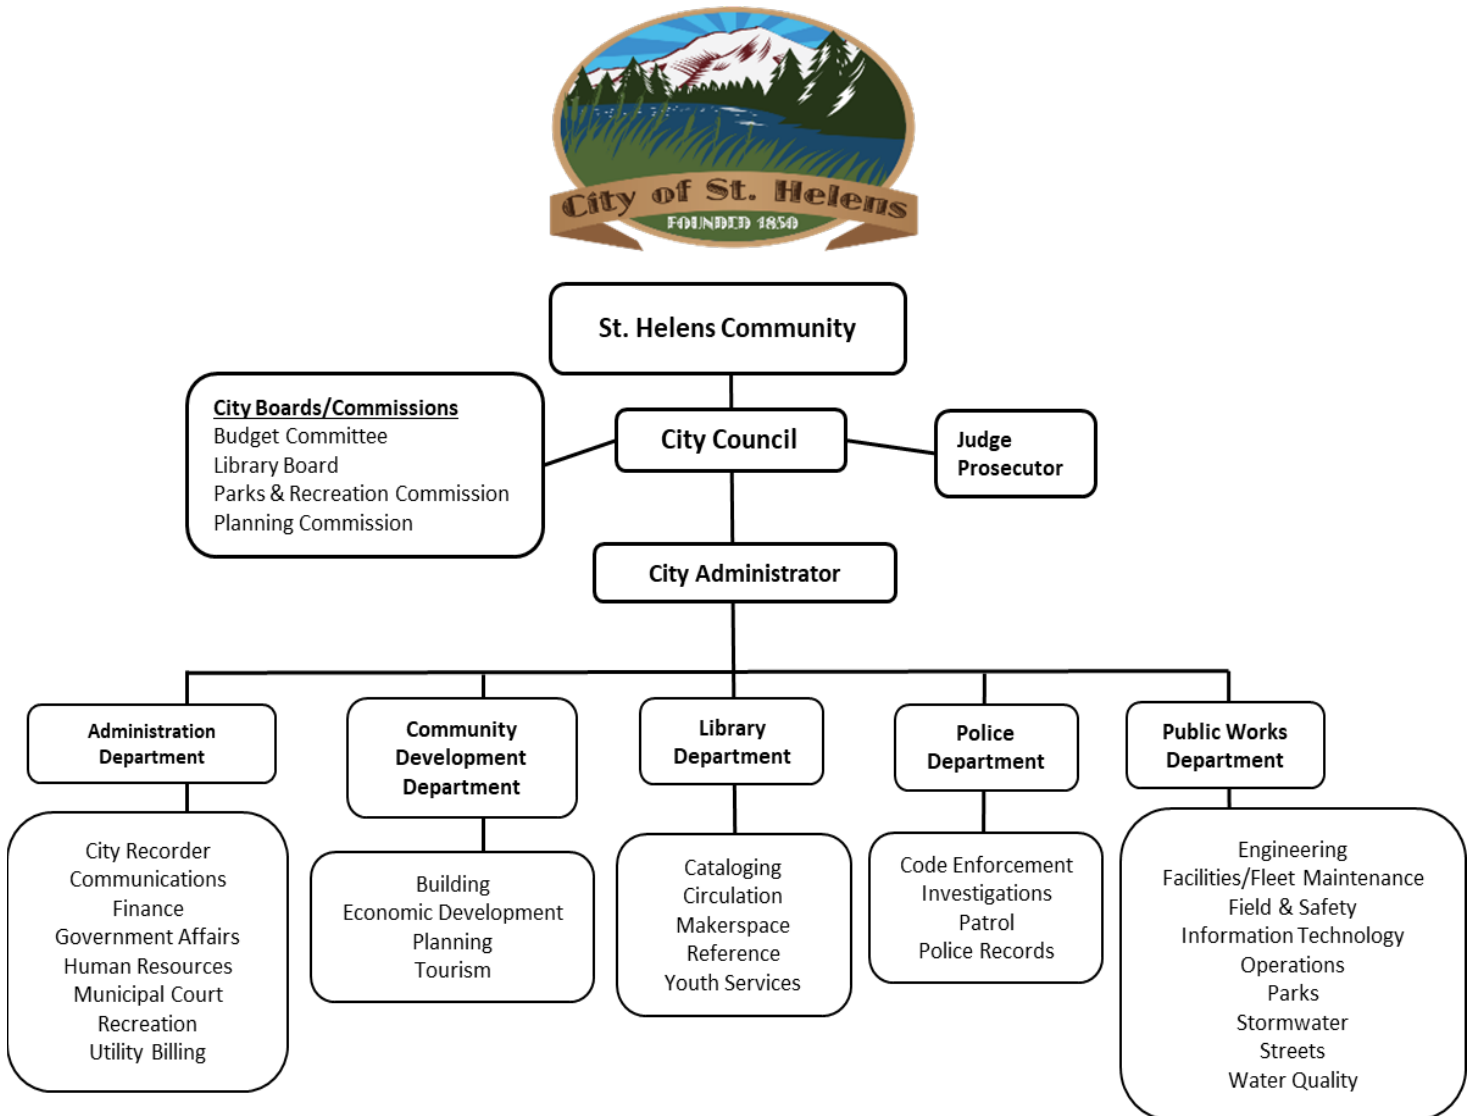 City of St. Helens
FOUNDED 1850
St. Helens Community
City Boards/Commissions
Budget Committee
Library Board
Parks & Recreation Commission
Planning Commission
City Council
Judge
Prosecutor
City Administrator
Administration
Department
City Recorder
Communications
Finance
Government Affairs
Human Resources
Municipal Court
Recreation
Utility Billing
Community
Development
Department
Building
Economic Development
Planning
Tourism
Library
Department
Cataloging
Circulation
Makerspace
Reference
Youth Services
Police
Department
Code Enforcement
Investigations
Patrol
Police Records
Public Works
Department
Engineering
Facilities/Fleet Maintenance
Field & Safety
Information Technology
Operations
Parks
Stormwater
Streets
Water Quality